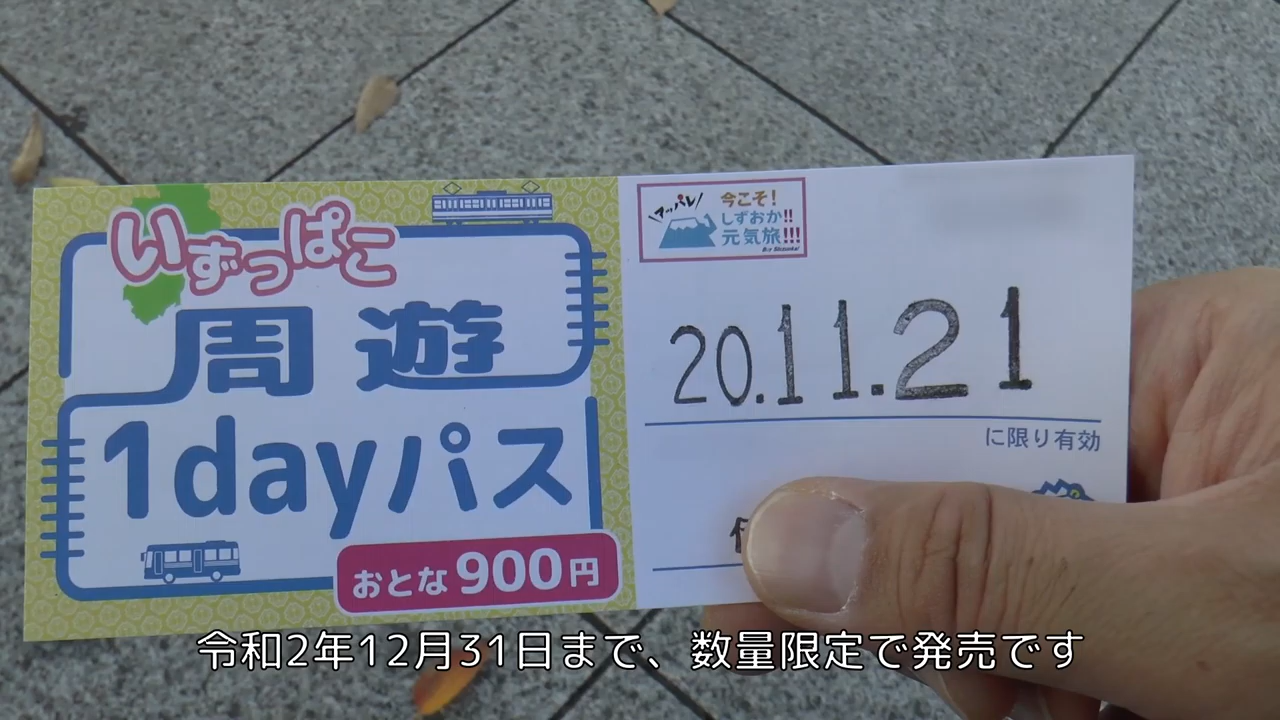 いずっぱこ
周遊
1dayパス
おとな900円
アッパレ
今こそ!
しずおか!!
元気旅!!!
20.11.21
に限り有効
令和2年12月31日まで、数量限定で発売です